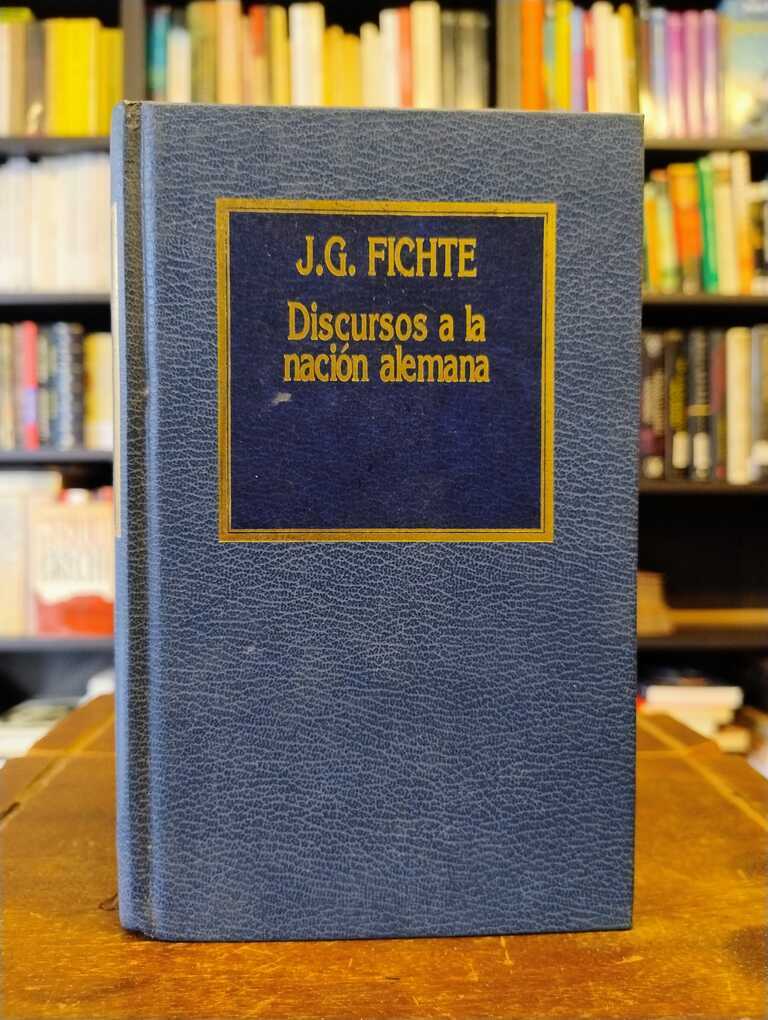 J.G. FICHTE
Discursos a la
nación alemana